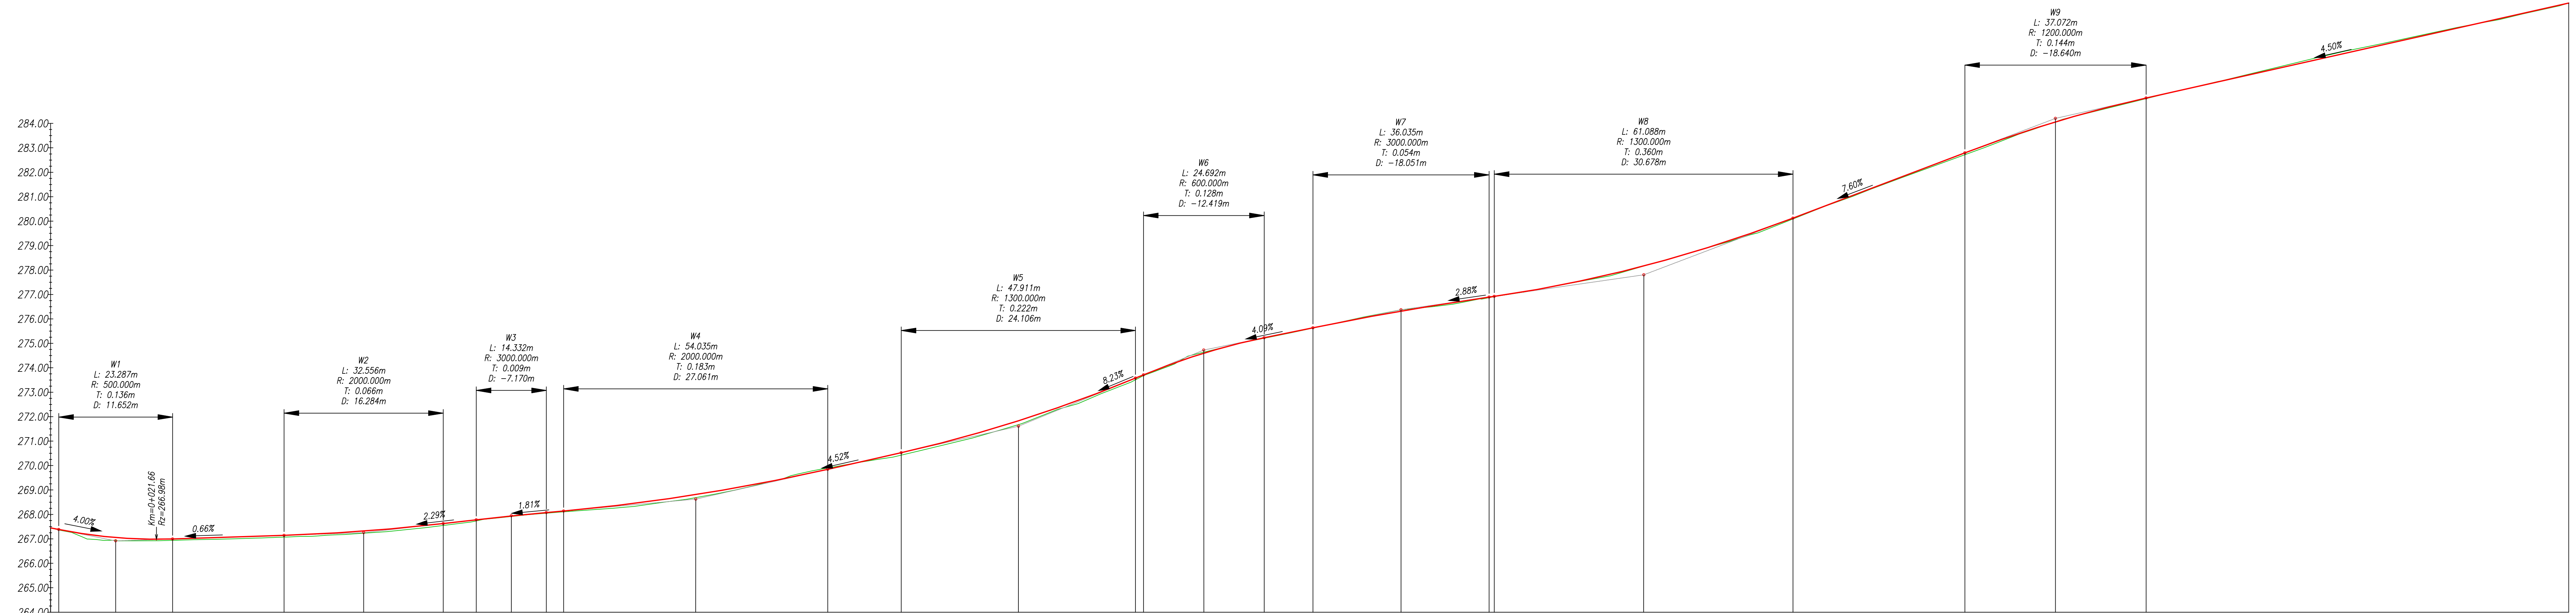 W9
L: 37.072m
R: 1200.000m
T: 0.144m
D: -18.640m
4.50%
284.00
283.00
282.00
281.00
280.00
279.00
278.00
277.00
276.00
275.00
274.00
273.00
272.00
271.00
270.00
269.00
268.00
267.00
266.00
265.00
264.00
W1
L: 23.287m
R: 500.000m
T: 0.136m
D: 11.652m
4.00%
Km=0+021.66
Rz=266.98m
0.66%
W2
L: 32.556m
R: 2000.000m
T: 0.066m
D: 16.284m
2.29%
W3
L: 14.332m
R: 3000.000m
T: 0.009m
D: -7.170m
1.81%
W4
L: 54.035m
R: 2000.000m
T: 0.183m
D: 27.061m
4.52%
W5
L: 47.911m
R: 1300.000m
T: 0.222m
D: 24.106m
8.23%
W6
L: 24.692m
R: 600.000m
T: 0.128m
D: -12.419m
4.09%
W7
L: 36.035m
R: 3000.000m
T: 0.054m
D: -18.051m
2.88%
W8
L: 61.088m
R: 1300.000m
T: 0.360m
D: 30.678m
7.60%